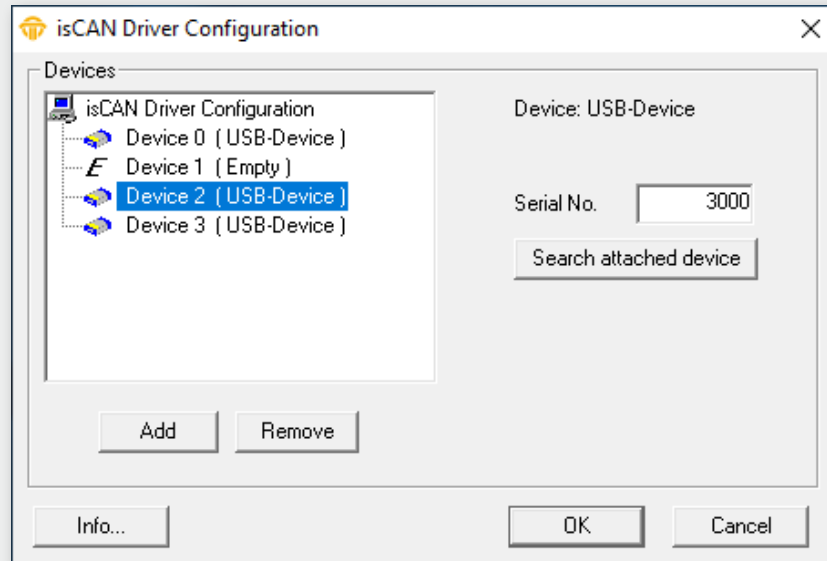 isCAN Driver Configuration
Devices
isCAN Driver Configuration
Device 0 ( USB-Device )
E Device 1 ( Empty )
Device 2 ( USB-Device )
Device 3 ( USB-Device )
Device: USB-Device
Serial No. 3000
Search attached device
Add Remove
Info... OK Cancel